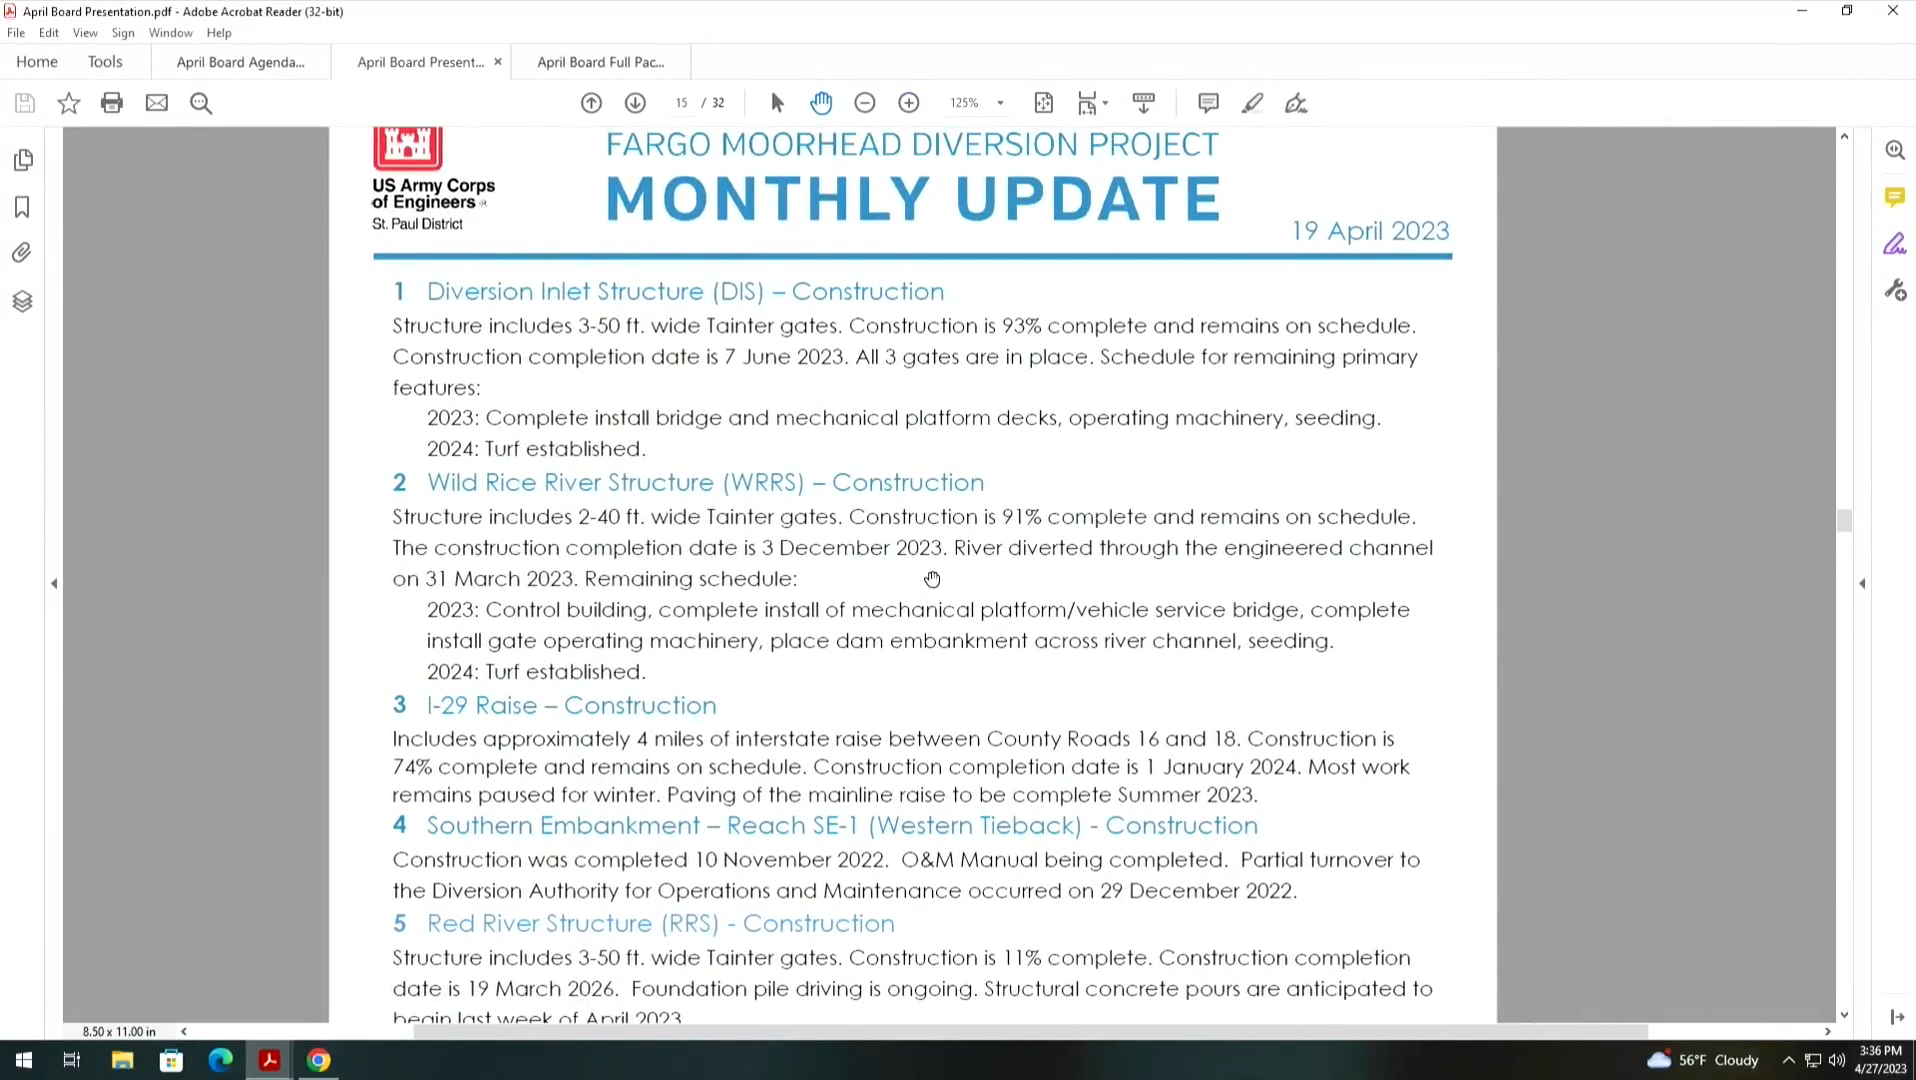 April Board Presentation.pdf - Adobe Acrobat Reader (32-bit)
File Edit View Sign Window Help
Home Tools April Board Agenda... April Board Present... × April Board Full Pac...
15 / 32 125%
US Army Corps
of Engineers ®
St. Paul District
FARGO MOORHEAD DIVERSION PROJECT
MONTHLY UPDATE
19 April 2023
1 Diversion Inlet Structure (DIS) – Construction
Structure includes 3-50 ft. wide Tainter gates. Construction is 93% complete and remains on schedule.
Construction completion date is 7 June 2023. All 3 gates are in place. Schedule for remaining primary
features:
2023: Complete install bridge and mechanical platform decks, operating machinery, seeding.
2024: Turf established.
2 Wild Rice River Structure (WRRS) – Construction
Structure includes 2-40 ft. wide Tainter gates. Construction is 91% complete and remains on schedule.
The construction completion date is 3 December 2023. River diverted through the engineered channel
on 31 March 2023. Remaining schedule:
2023: Control building, complete install of mechanical platform/vehicle service bridge, complete
install gate operating machinery, place dam embankment across river channel, seeding.
2024: Turf established.
3 I-29 Raise – Construction
Includes approximately 4 miles of interstate raise between County Roads 16 and 18. Construction is
74% complete and remains on schedule. Construction completion date is 1 January 2024. Most work
remains paused for winter. Paving of the mainline raise to be complete Summer 2023.
4 Southern Embankment – Reach SE-1 (Western Tieback) - Construction
Construction was completed 10 November 2022. O&M Manual being completed. Partial turnover to
the Diversion Authority for Operations and Maintenance occurred on 29 December 2022.
5 Red River Structure (RRS) - Construction
Structure includes 3-50 ft. wide Tainter gates. Construction is 11% complete. Construction completion
date is 19 March 2026. Foundation pile driving is ongoing. Structural concrete pours are anticipated to
begin last week of April 2023
8.50 x 11.00 in
56°F Cloudy
3:36 PM
4/27/2023